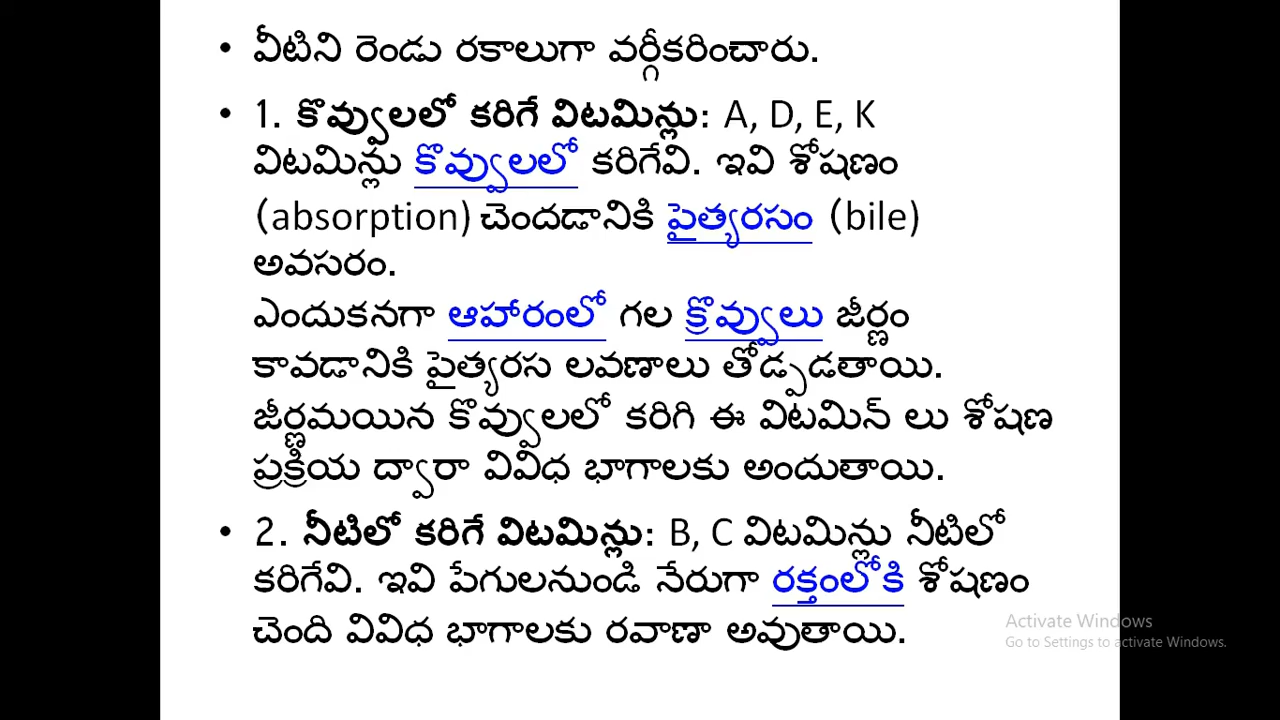 • వీటిని రెండు రకాలుగా వర్గీకరించారు.
• 1. కొవ్వులలో కరిగే విటమిన్లు: A, D, E, K
విటమిన్లు కొవ్వులలో కరిగేవి. ఇవి శోషణం
(absorption) చెందడానికి పైత్యరసం (bile)
అవసరం.
ఎందుకనగా ఆహారంలో గల క్రొవ్వులు జీర్ణం
కావడానికి పైత్యరస లవణాలు తోడ్పడతాయి.
జీర్ణమయిన కొవ్వులలో కరిగి ఈ విటమిన్ లు శోషణ
ప్రక్రియ ద్వారా వివిధ భాగాలకు అందుతాయి.
• 2. నీటిలో కరిగే విటమిన్లు: B, C విటమిన్లు నీటిలో
కరిగేవి. ఇవి పేగులనుండి నేరుగా రక్తంలోకి శోషణం
చెంది వివిధ భాగాలకు రవాణా అవుతాయి.
Activate Windows
Go to Settings to activate Windows.